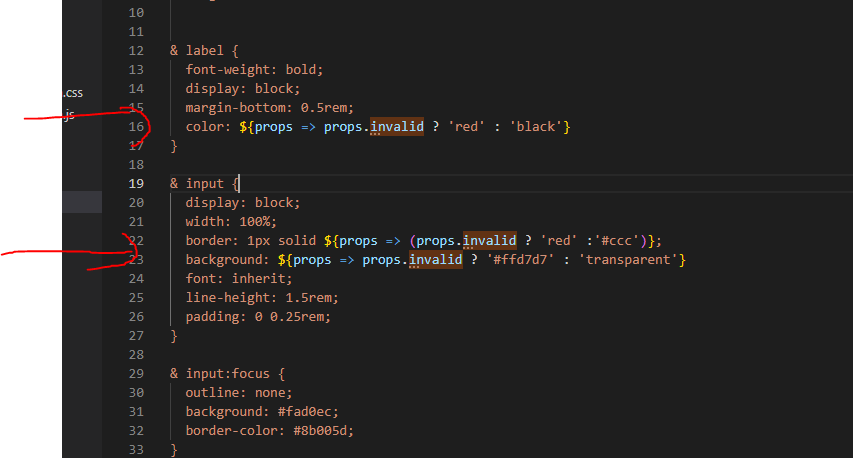 10
11
12 & label {
13 font-weight: bold;
14 display: block;
.css
15 margin-bottom: 0.5rem;
.js
16 color: ${props => props.invalid ? 'red' : 'black'}
17 }
18
19 & input {
20 display: block;
21 width: 100%;
22 border: 1px solid ${props => (props.invalid ? 'red' :'#ccc')};
23 background: ${props => props.invalid ? '#ffd7d7' : 'transparent'}
24 font: inherit;
25 line-height: 1.5rem;
26 padding: 0 0.25rem;
27 }
28
29 & input:focus {
30 outline: none;
31 background: #fad0ec;
32 border-color: #8b005d;
33 }